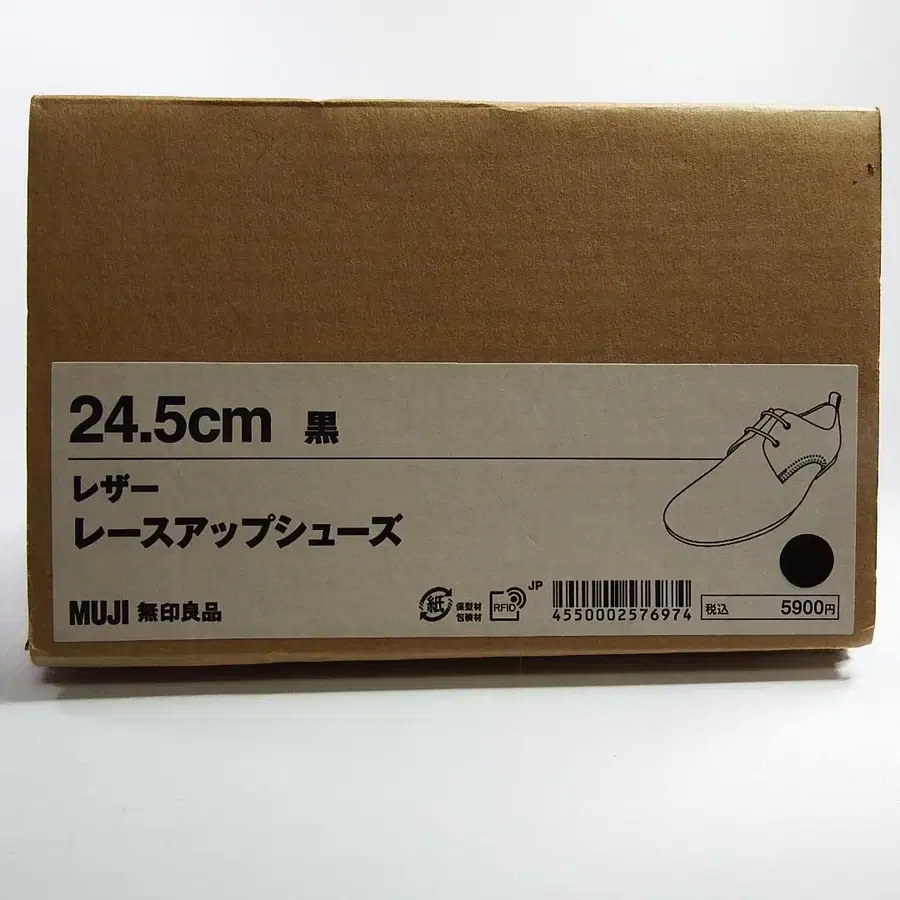 24.5cm 黒
レザー
レースアップシューズ
MUJI 無印良品
紙
保型材
包装材
RFID
JP
4550002576974
税込 5900円